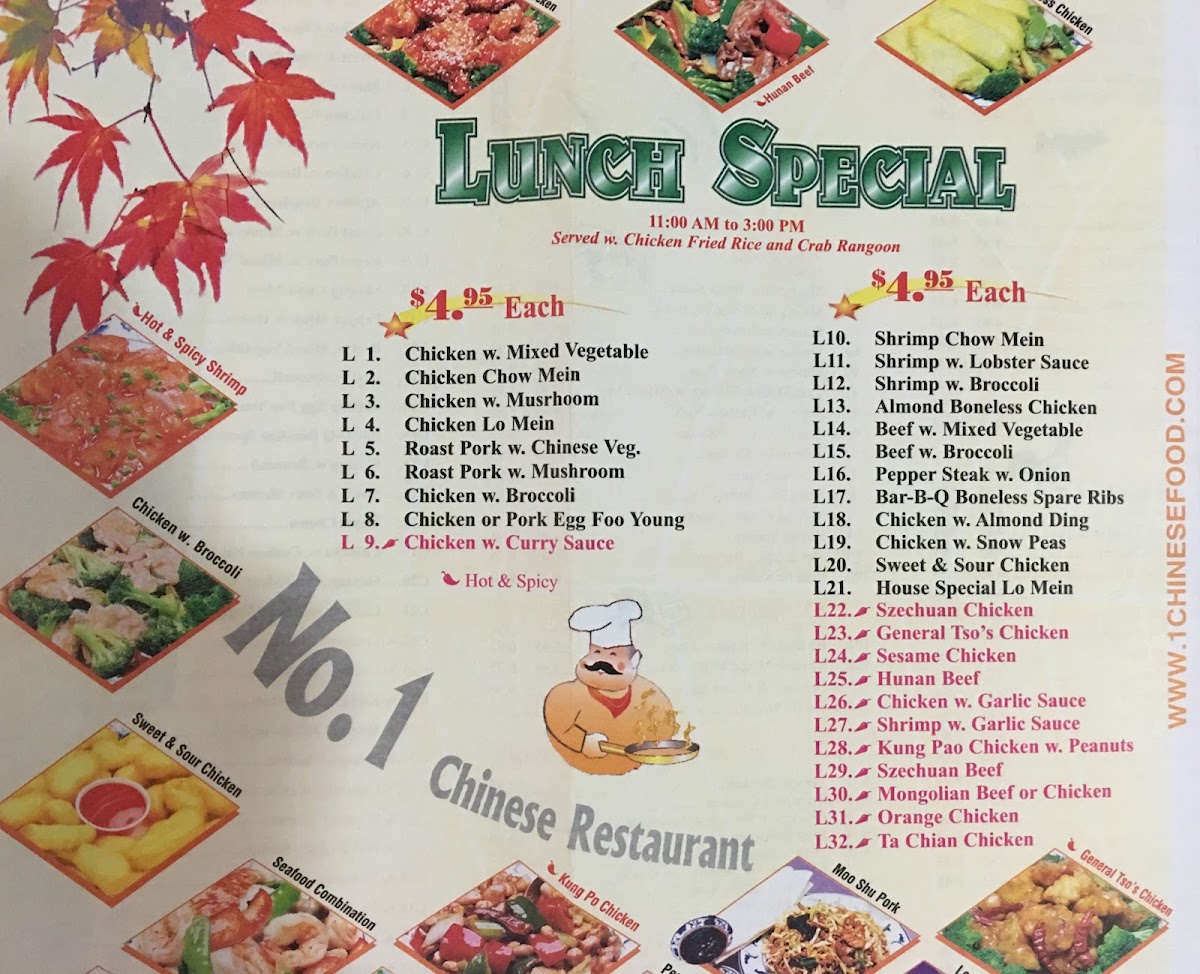 cken
Hunan Beef
ss Chicken
LUNCH SPECIAL
11:00 AM to 3:00 PM
Served w. Chicken Fried Rice and Crab Rangoon
$4.95 Each
L 1. Chicken w. Mixed Vegetable
L 2. Chicken Chow Mein
L 3. Chicken w. Musrhoom
L 4. Chicken Lo Mein
L 5. Roast Pork w. Chinese Veg.
L 6. Roast Pork w. Mushroom
L 7. Chicken w. Broccoli
L 8. Chicken or Pork Egg Foo Young
L 9. Chicken w. Curry Sauce
Hot & Spicy
$4.95 Each
L10. Shrimp Chow Mein
L11. Shrimp w. Lobster Sauce
L12. Shrimp w. Broccoli
L13. Almond Boneless Chicken
L14. Beef w. Mixed Vegetable
L15. Beef w. Broccoli
L16. Pepper Steak w. Onion
L17. Bar-B-Q Boneless Spare Ribs
L18. Chicken w. Almond Ding
L19. Chicken w. Snow Peas
L20. Sweet & Sour Chicken
L21. House Special Lo Mein
L22. Szechuan Chicken
L23. General Tso's Chicken
L24. Sesame Chicken
L25. Hunan Beef
L26. Chicken w. Garlic Sauce
L27. Shrimp w. Garlic Sauce
L28. Kung Pao Chicken w. Peanuts
L29. Szechuan Beef
L30. Mongolian Beef or Chicken
L31. Orange Chicken
L32. Ta Chian Chicken
WWW.1CHINESEFOOD.COM
Hot & Spicy Shrimp
Chicken w. Broccoli
Sweet & Sour Chicken
No.1
Chinese Restaurant
Seafood Combination
Kung Po Chicken
Moo Shu Pork
General Tso's Chicken